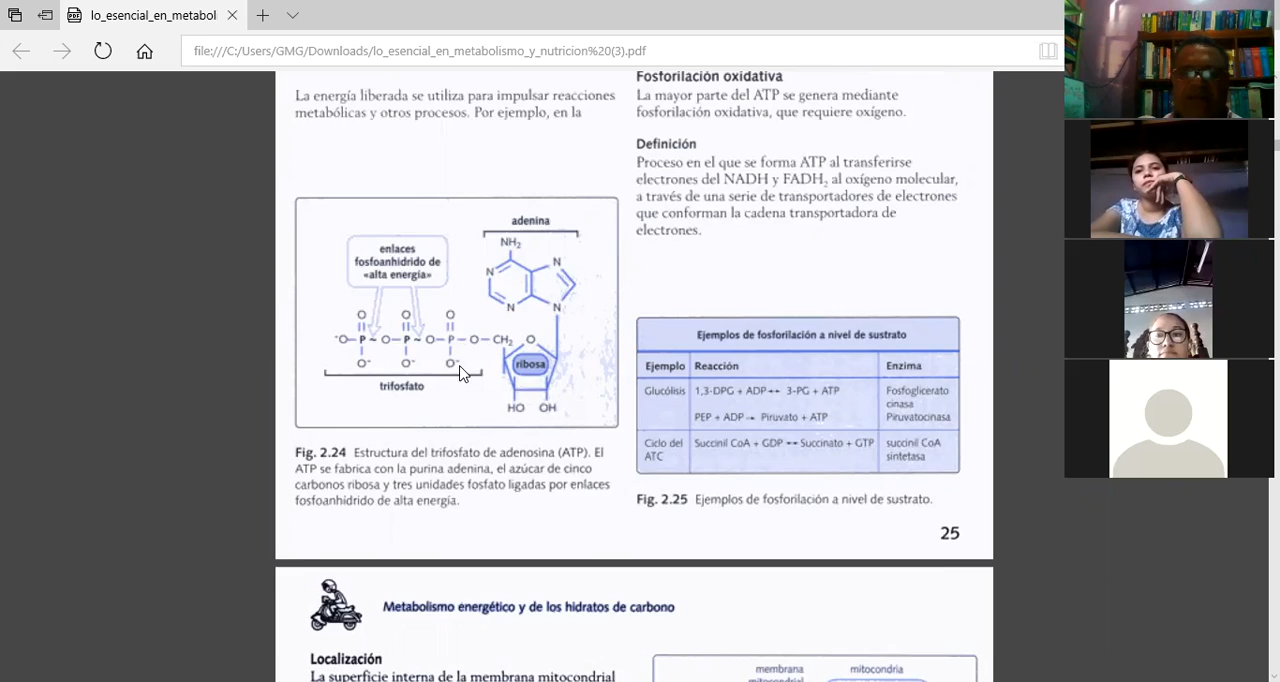 lo_esencial_en_metabol
file:///C:/Users/GMG/Downloads/lo_esencial_en_metabolismo_y_nutricion%20(3).pdf
La energía liberada se utiliza para impulsar reacciones
metabólicas y otros procesos. Por ejemplo, en la
adenina
NH2
enlaces
fosfoanhidrido de
«alta energía»
N
N
N
N
O O O
-O-P~O-P~O-P-O-CH2 O
O- O- O-
ribosa
trifosfato
HO OH
Fig. 2.24 Estructura del trifosfato de adenosina (ATP). El
ATP se fabrica con la purina adenina, el azúcar de cinco
carbonos ribosa y tres unidades fosfato ligadas por enlaces
fosfoanhídrido de alta energía.
Fosforilación oxidativa
La mayor parte del ATP se genera mediante
fosforilación oxidativa, que requiere oxígeno.
Definición
Proceso en el que se forma ATP al transferirse
electrones del NADH y FADH2 al oxígeno molecular,
a través de una serie de transportadores de electrones
que conforman la cadena transportadora de
electrones.
Ejemplos de fosforilación a nivel de sustrato
Ejemplo Reacción Enzima
Glucólisis 1,3-DPG + ADP ↔ 3-PG + ATP Fosfoglicerato
cinasa
PEP + ADP → Piruvato + ATP Piruvatocinasa
Ciclo del Succinil CoA + GDP ↔ Succinato + GTP succinil CoA
ATC sintetasa
Fig. 2.25 Ejemplos de fosforilación a nivel de sustrato.
25
Metabolismo energético y de los hidratos de carbono
Localización
La superficie interna de la membrana mitocondrial
membrana mitocondria